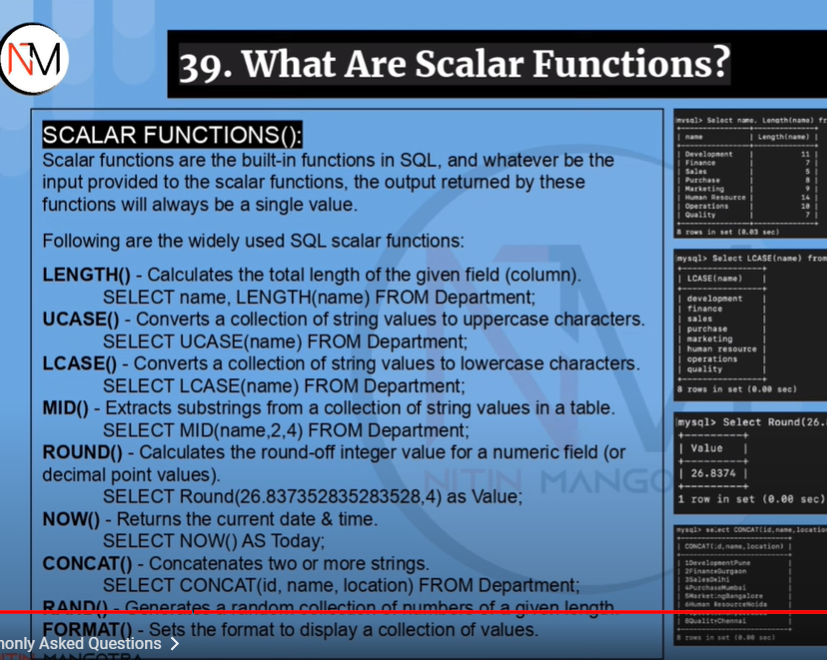 NM
39. What Are Scalar Functions?
SCALAR FUNCTIONS():
Scalar functions are the built-in functions in SQL, and whatever be the
input provided to the scalar functions, the output returned by these
functions will always be a single value.
Following are the widely used SQL scalar functions:
LENGTH() - Calculates the total length of the given field (column).
SELECT name, LENGTH(name) FROM Department;
UCASE() - Converts a collection of string values to uppercase characters.
SELECT UCASE(name) FROM Department;
LCASE() - Converts a collection of string values to lowercase characters.
SELECT LCASE(name) FROM Department;
MID() - Extracts substrings from a collection of string values in a table.
SELECT MID(name,2,4) FROM Department;
ROUND() - Calculates the round-off integer value for a numeric field (or
decimal point values).
SELECT Round(26.837352835283528,4) as Value;
NOW() - Returns the current date & time.
SELECT NOW() AS Today;
CONCAT() - Concatenates two or more strings.
SELECT CONCAT(id, name, location) FROM Department;
RAND() - Generates a random collection of numbers of a given length
FORMAT() - Sets the format to display a collection of values.
monly Asked Questions
NITIN MANGOTRA
NITIN MANGO
mysql> Select name, Length(name) fr
| name | Length(name) |
| Development | 11 |
| Finance | 7 |
| Sales | 5 |
| Purchase | 8 |
| Marketing | 9 |
| Human Resource | 14 |
| Operations | 10 |
| Quality | 7 |
8 rows in set (0.03 sec)
mysql> Select LCASE(name) from
| LCASE(name) |
| development |
| finance |
| sales |
| purchase |
| marketing |
| human resource |
| operations |
| quality |
8 rows in set (0.00 sec)
mysql> Select Round(26.
| Value |
| 26.8374 |
1 row in set (0.00 sec)
mysql> select CONCAT(id,name,location
| CONCAT(id,name,location) |
| 1DevelopmentPune |
| 2FinanceGurgaon |
| 3SalesDelhi |
| 4PurchaseMumbai |
| 5MarketingBangalore |
| 6Human ResourceNoida |
| 8QualityChennai |
8 rows in set (0.00 sec)